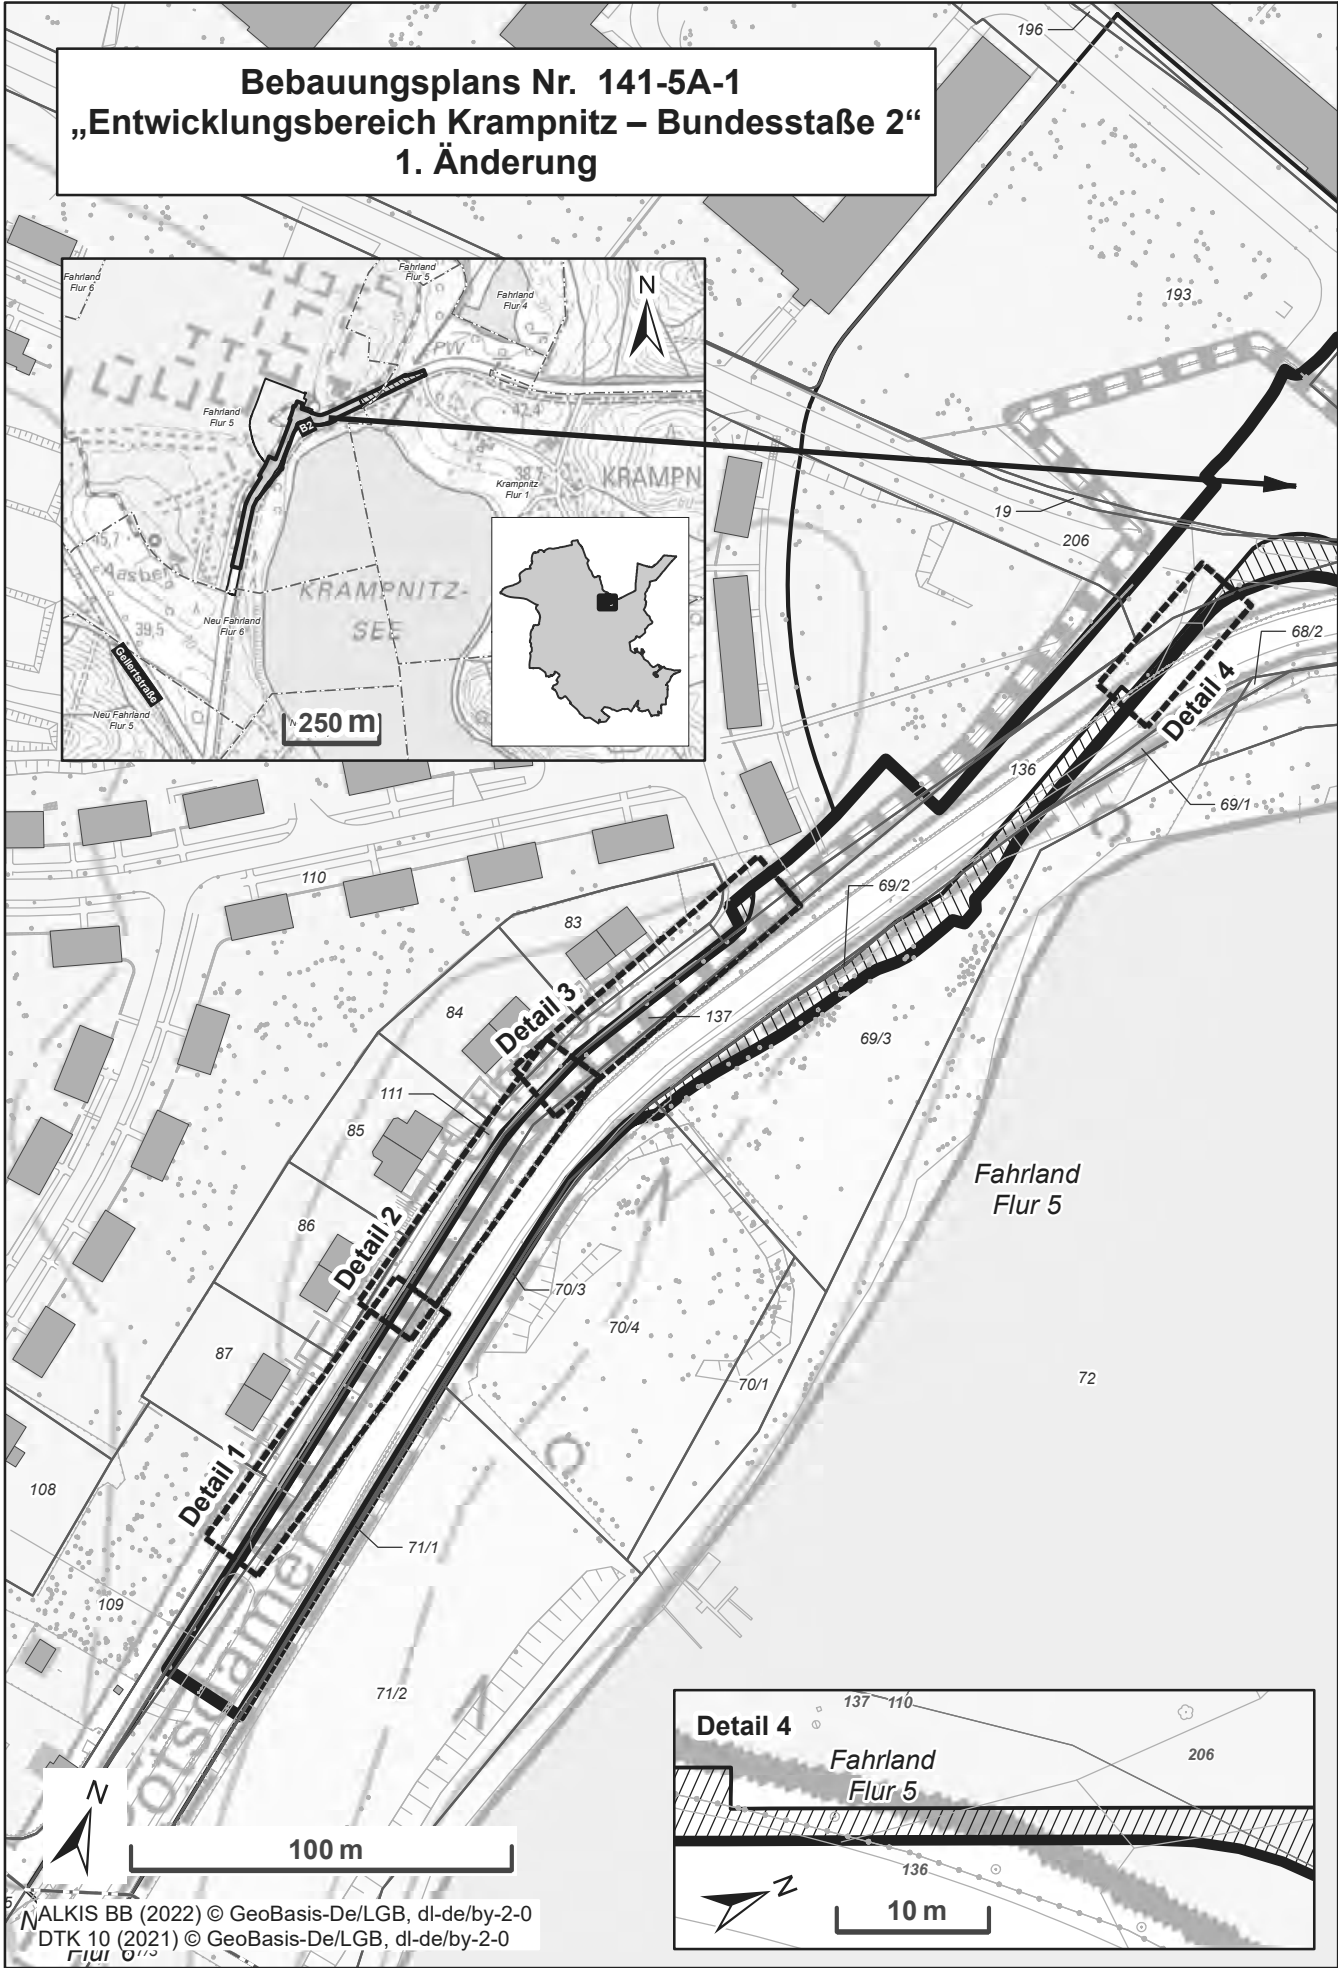 Bebauungsplans Nr. 141-5A-1
„Entwicklungsbereich Krampnitz – Bundesstaße 2“
1. Änderung
196
193
Fahrland
Flur 6
Fahrland
Flur 5
Fahrland
Flur 4
N
PW
42,4
Fahrland
Flur 5
B2
38,7
Krampnitz
Flur 1
KRAMPN
Aasberg
39,5
KRAMPNITZ-
SEE
Neu Fahrland
Flur 6
Gellertstraße
Neu Fahrland
Flur 5
250 m
19
206
68/2
Detail 4
136
69/1
110
69/2
83
84
Detail 3
137
69/3
111
85
Fahrland
Flur 5
86
Detail 2
70/3
70/4
87
70/1
72
Detail 1
108
71/1
109
71/2
Potsdamer
N
100 m
ALKIS BB (2022) © GeoBasis-De/LGB, dl-de/by-2-0
DTK 10 (2021) © GeoBasis-De/LGB, dl-de/by-2-0
Flur 6
Detail 4
137
110
Fahrland
Flur 5
206
136
N
10 m